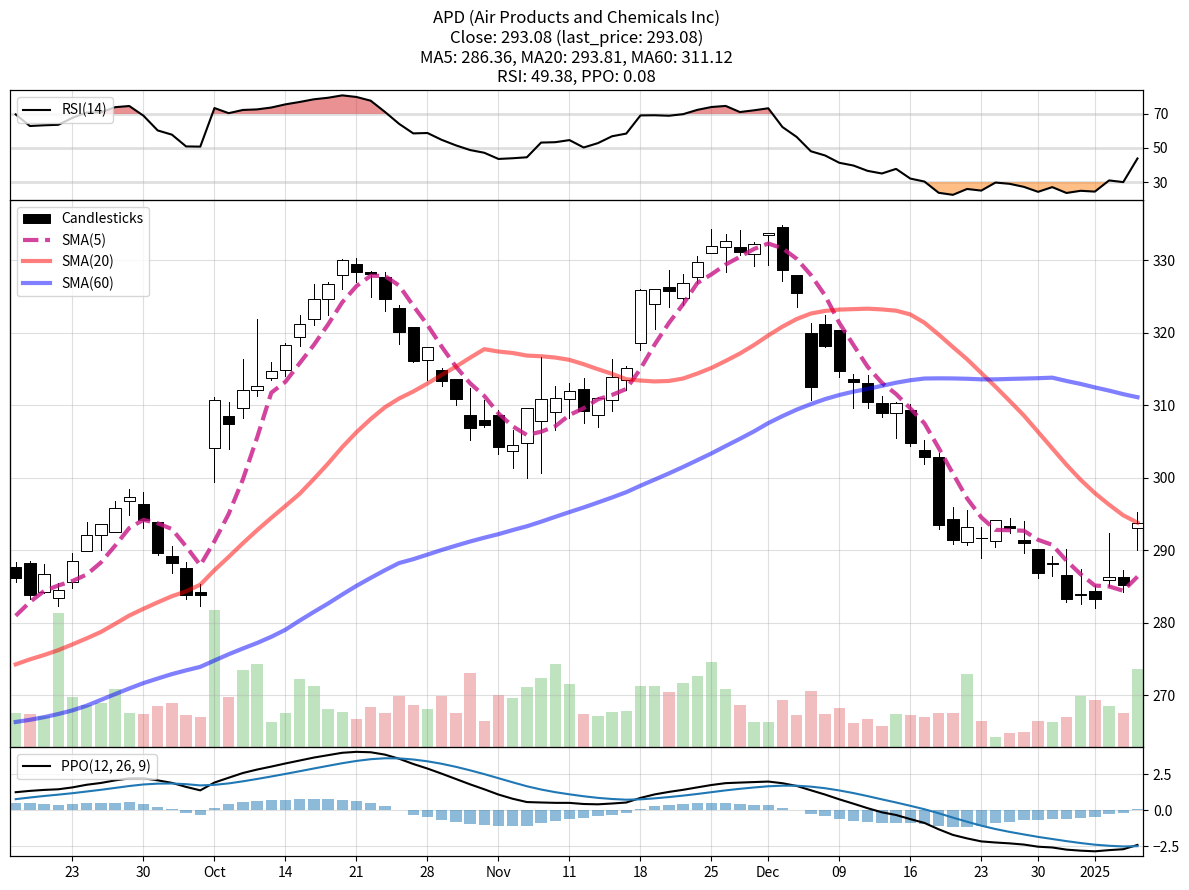 APD (Air Products and Chemicals Inc)
Close: 293.08 (last_price: 293.08)
MA5: 286.36, MA20: 293.81, MA60: 311.12
RSI: 49.38, PPO: 0.08
RSI(14)
70
50
30
Candlesticks
SMA(5)
SMA(20)
SMA(60)
330
320
310
300
290
280
270
PPO(12, 26, 9)
2.5
0.0
−2.5
23 30 Oct 14 21 28 Nov 11 18 25 Dec 09 16 23 30 2025